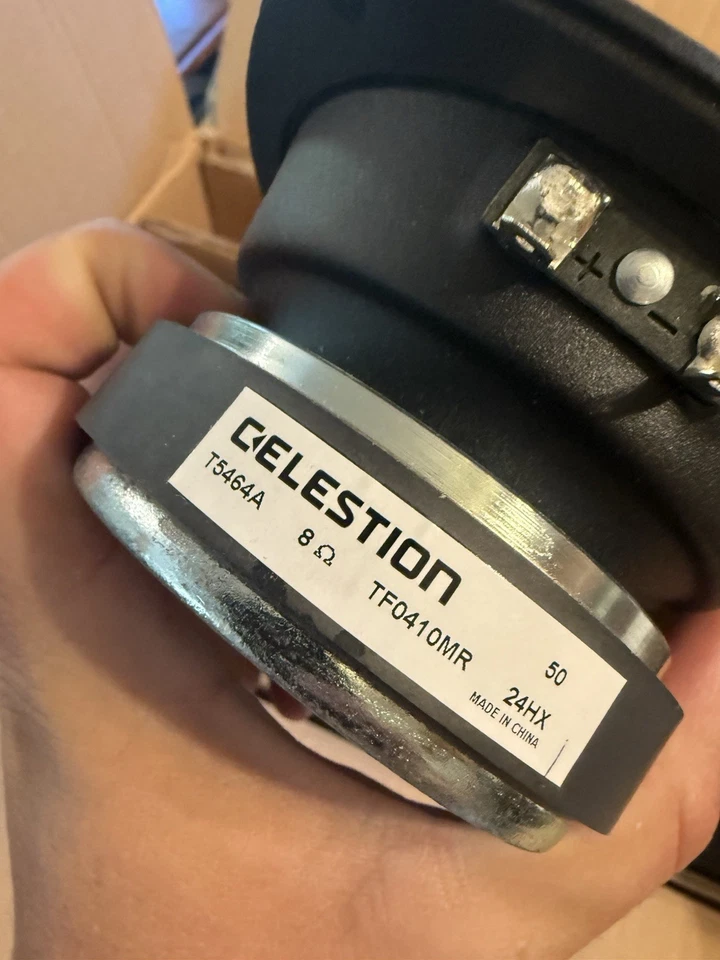 + -
CELESTION
T5464A 8 Ω TF0410MR 50
24HX
MADE IN CHINA